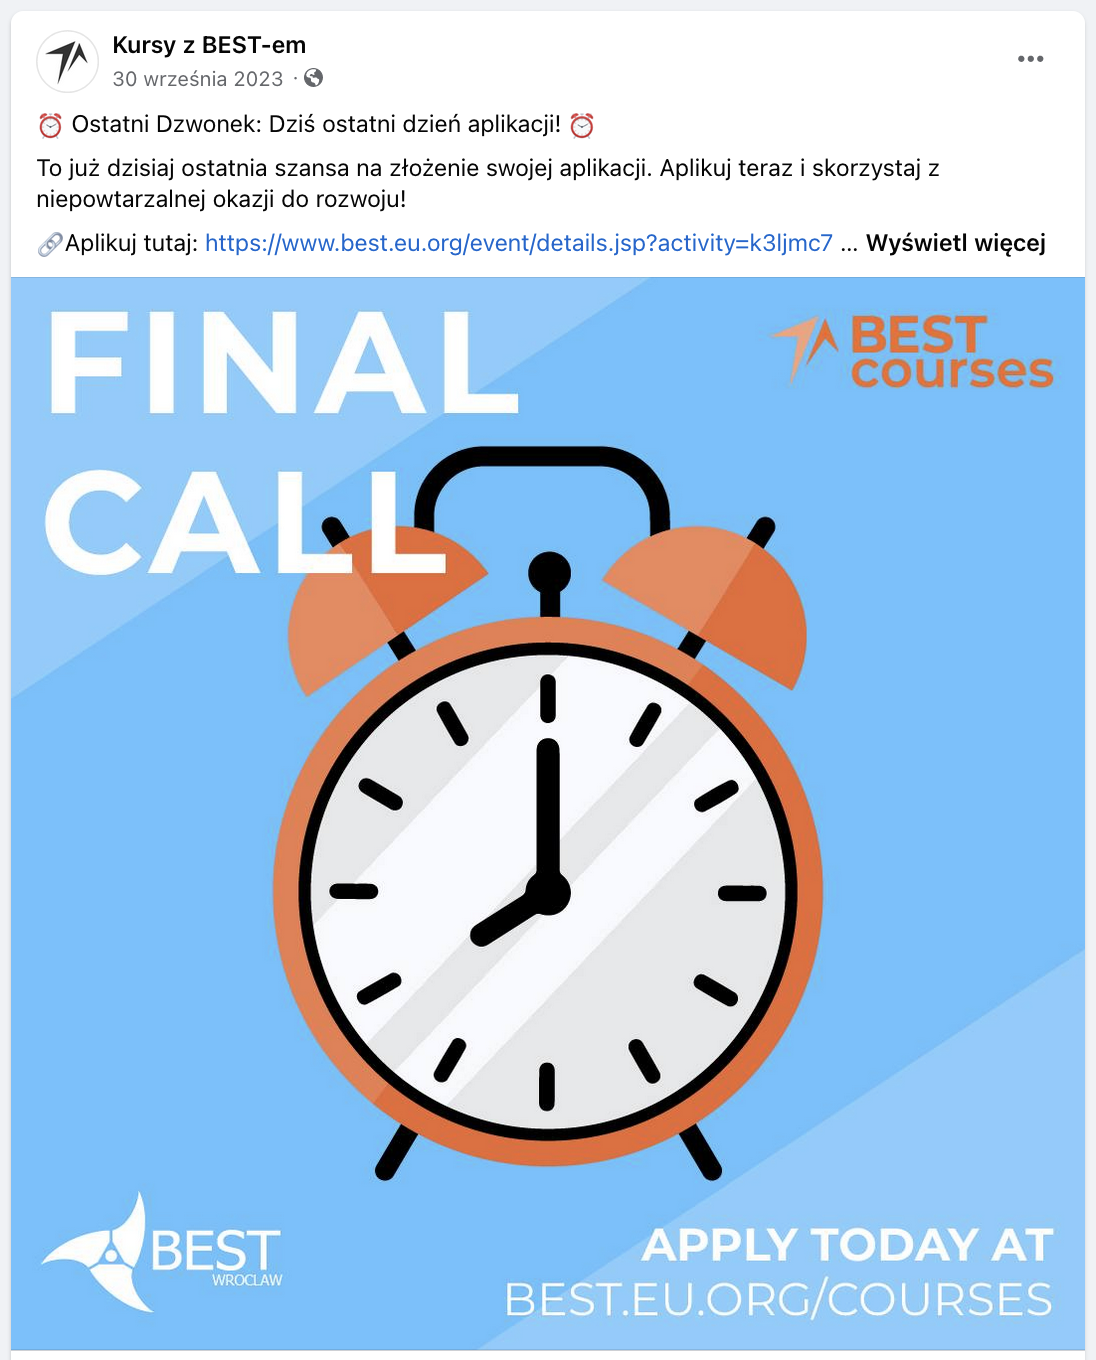 Kursy z BEST-em
30 września 2023 ·
⏰ Ostatni Dzwonek: Dziś ostatni dzień aplikacji! ⏰
To już dzisiaj ostatnia szansa na złożenie swojej aplikacji. Aplikuj teraz i skorzystaj z
niepowtarzalnej okazji do rozwoju!
🔗Aplikuj tutaj: https://www.best.eu.org/event/details.jsp?activity=k3ljmc7 ... Wyświetl więcej
FINAL
CALL
BEST
courses
BEST
WROCLAW
APPLY TODAY AT
BEST.EU.ORG/COURSES